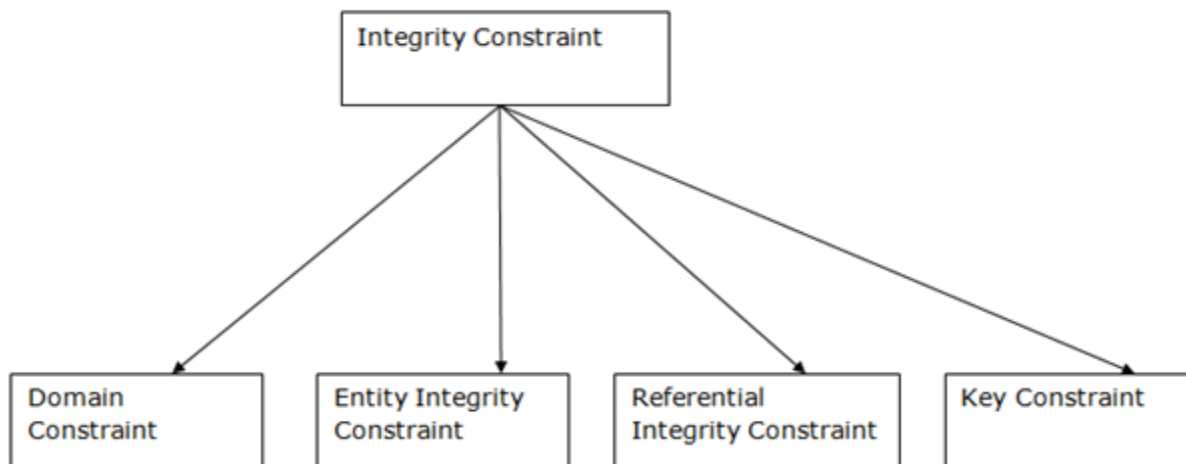 Integrity Constraint
Domain
Constraint
Entity Integrity
Constraint
Referential
Integrity Constraint
Key Constraint